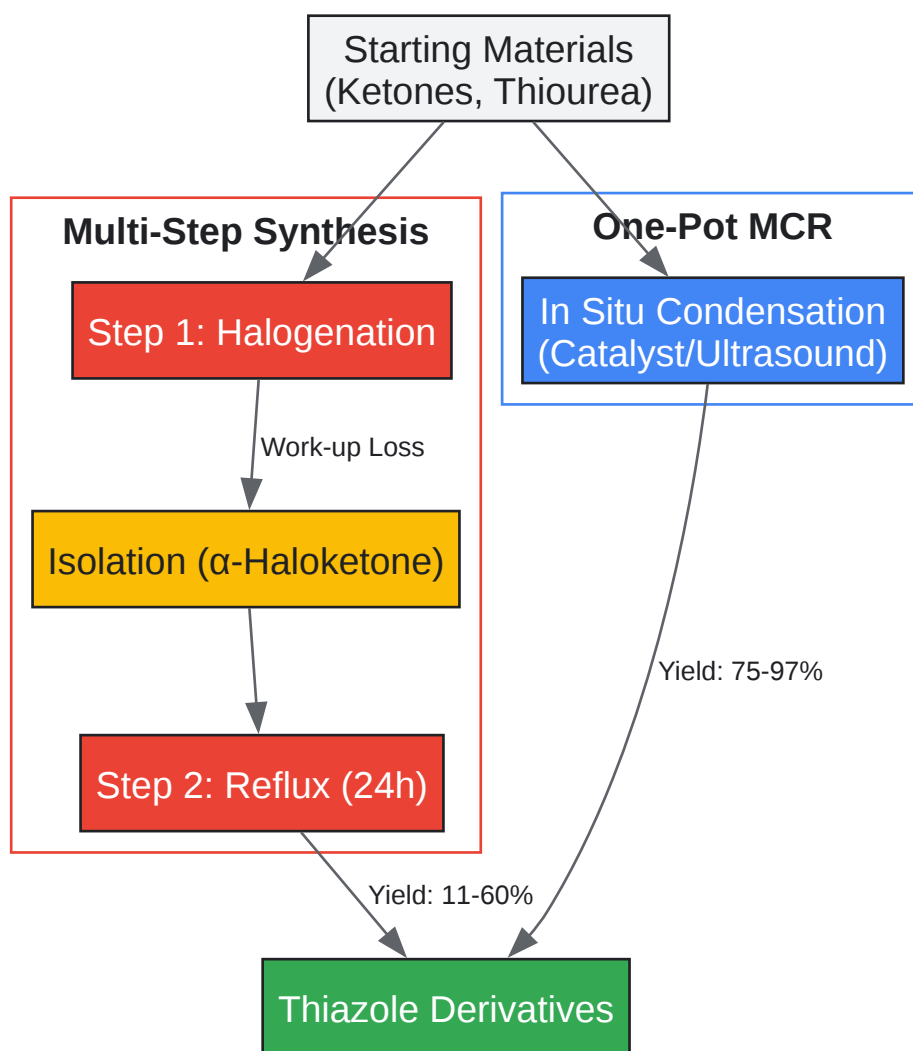 Starting Materials
(Ketones, Thiourea)
Multi-Step Synthesis
One-Pot MCR
Step 1: Halogenation
In Situ Condensation
(Catalyst/Ultrasound)
Work-up Loss
Isolation (α-Haloketone)
Yield: 75-97%
Step 2: Reflux (24h)
Yield: 11-60%
Thiazole Derivatives